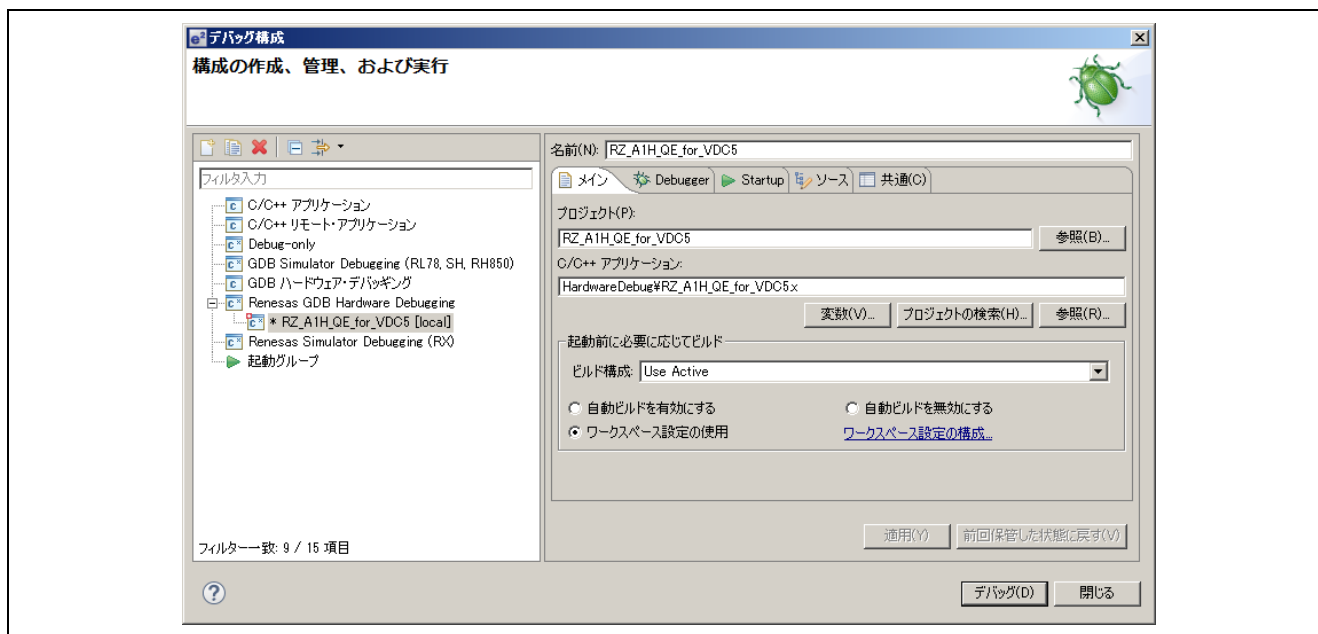 e² デバッグ構成
構成の作成、管理、および実行
フィルタ入力
C/C++ アプリケーション
C/C++ リモート・アプリケーション
Debug-only
GDB Simulator Debugging (RL78, SH, RH850)
GDB ハードウェア・デバッギング
Renesas GDB Hardware Debugging
* RZ_A1H_QE_for_VDC5 [local]
Renesas Simulator Debugging (RX)
起動グループ
フィルター一致: 9 / 15 項目
名前(N): RZ_A1H_QE_for_VDC5
メイン Debugger Startup ソース 共通(C)
プロジェクト(P):
RZ_A1H_QE_for_VDC5 参照(B)...
C/C++ アプリケーション:
HardwareDebug¥RZ_A1H_QE_for_VDC5.x
変数(V)... プロジェクトの検索(H)... 参照(R)...
起動前に必要に応じてビルド
ビルド構成: Use Active
自動ビルドを有効にする 自動ビルドを無効にする
ワークスペース設定の使用 ワークスペース設定の構成...
適用(Y) 前回保管した状態に戻す(V)
? デバッグ(D) 閉じる